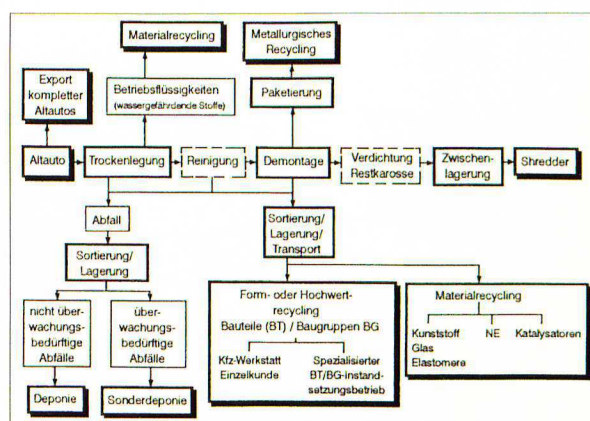 Materialrecycling
Metallurgisches
Recycling
Export
kompletter
Altautos
Betriebsflüssigkeiten
(wassergefährdende Stoffe)
Paketierung
Altauto
Trockenlegung
Reinigung
Demontage
Verdichtung
Restkarosse
Zwischen-
lagerung
Shredder
Abfall
Sortierung/
Lagerung/
Transport
Sortierung/
Lagerung
nicht über-
wachungs-
bedürftige
Abfälle
über-
wachungs-
bedürftige
Abfälle
Deponie
Sonderdeponie
Form- oder Hochwert-
recycling
Bauteile (BT) / Baugruppen BG
Kfz-Werkstatt
Einzelkunde
Spezialisierter
BT/BG-instand-
setzungsbetrieb
Materialrecycling
Kunststoff
Glas
Elastomere
NE
Katalysatoren